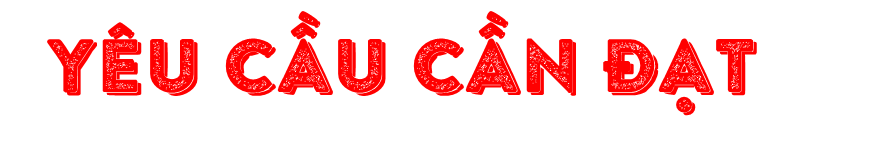 YÊU CẦU CẦN ĐẠT